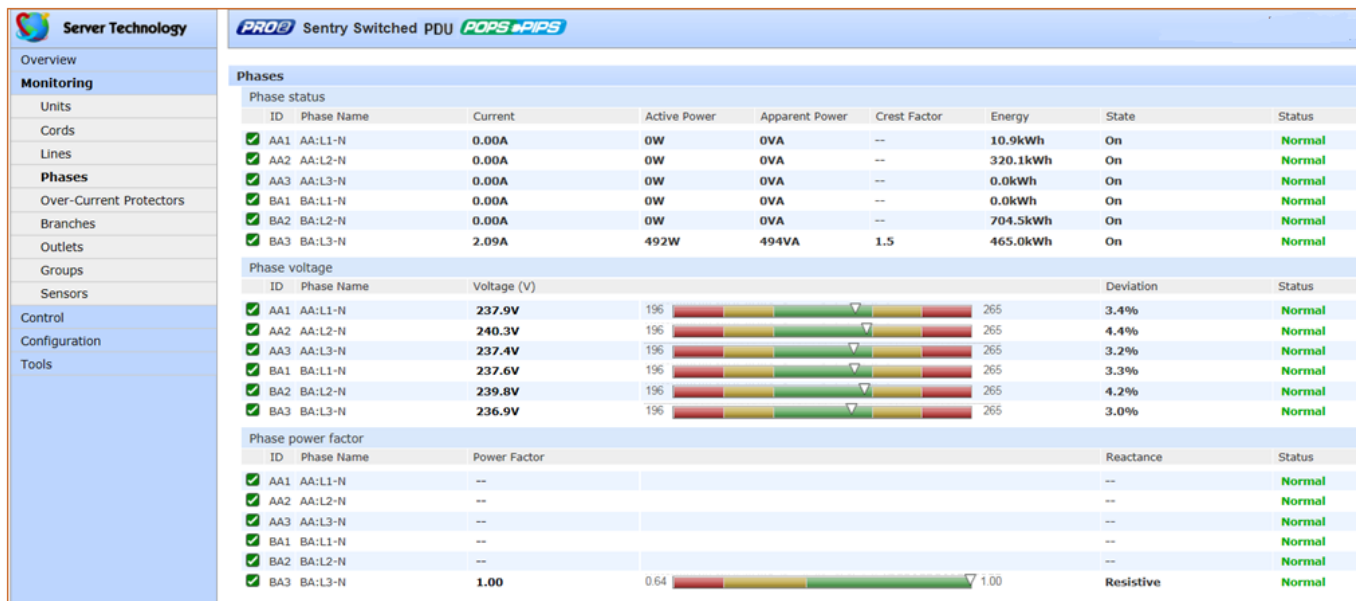 Server Technology
PRO2 Sentry Switched PDU POPS PIPS
Overview
Monitoring
Units
Cords
Lines
Phases
Over-Current Protectors
Branches
Outlets
Groups
Sensors
Control
Configuration
Tools
Phases
Phase status
ID Phase Name Current Active Power Apparent Power Crest Factor Energy State Status
AA1 AA:L1-N 0.00A 0W 0VA -- 10.9kWh On Normal
AA2 AA:L2-N 0.00A 0W 0VA -- 320.1kWh On Normal
AA3 AA:L3-N 0.00A 0W 0VA -- 0.0kWh On Normal
BA1 BA:L1-N 0.00A 0W 0VA -- 0.0kWh On Normal
BA2 BA:L2-N 0.00A 0W 0VA -- 704.5kWh On Normal
BA3 BA:L3-N 2.09A 492W 494VA 1.5 465.0kWh On Normal
Phase voltage
ID Phase Name Voltage (V) Deviation Status
AA1 AA:L1-N 237.9V 196 265 3.4% Normal
AA2 AA:L2-N 240.3V 196 265 4.4% Normal
AA3 AA:L3-N 237.4V 196 265 3.2% Normal
BA1 BA:L1-N 237.6V 196 265 3.3% Normal
BA2 BA:L2-N 239.8V 196 265 4.2% Normal
BA3 BA:L3-N 236.9V 196 265 3.0% Normal
Phase power factor
ID Phase Name Power Factor Reactance Status
AA1 AA:L1-N -- -- Normal
AA2 AA:L2-N -- -- Normal
AA3 AA:L3-N -- -- Normal
BA1 BA:L1-N -- -- Normal
BA2 BA:L2-N -- -- Normal
BA3 BA:L3-N 1.00 0.64 1.00 Resistive Normal